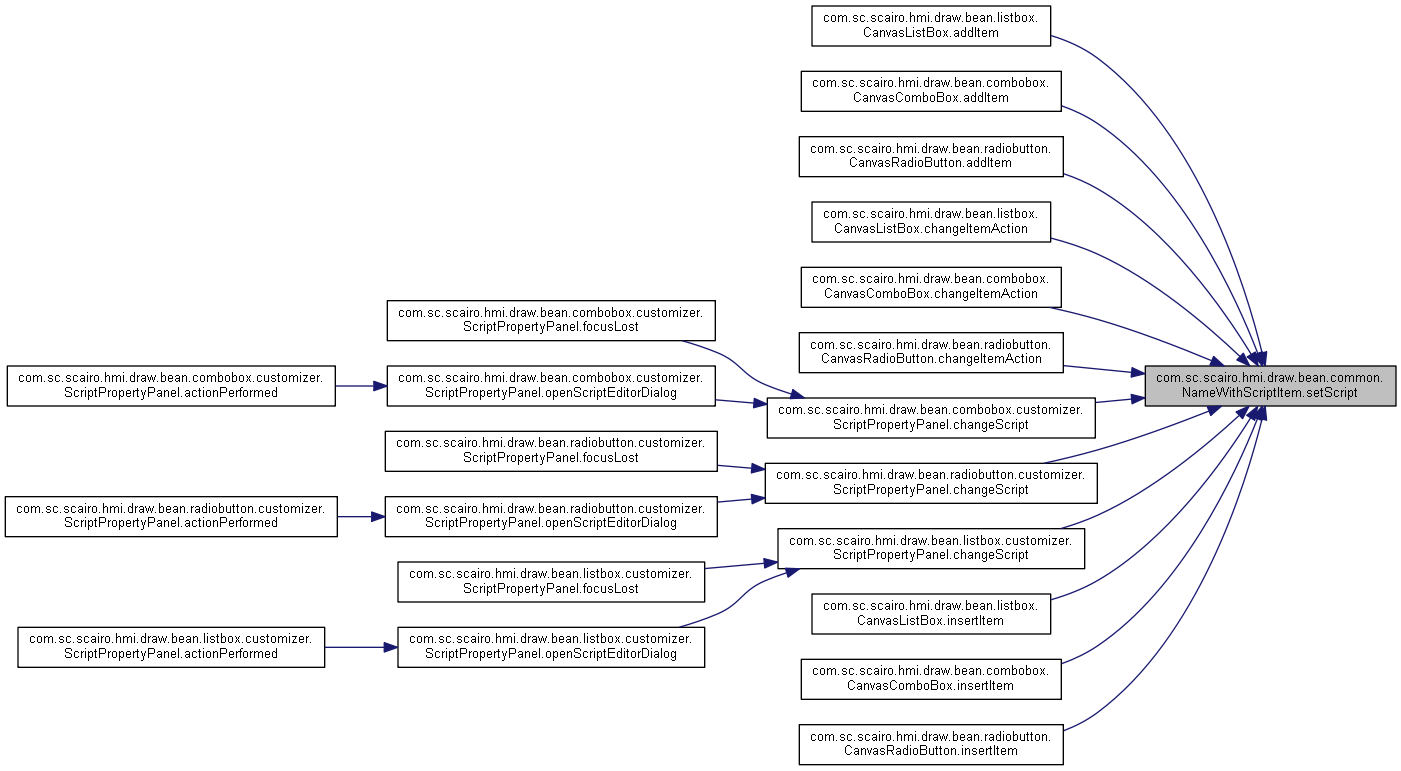 com.sc.scairo.hmi.draw.bean.listbox.
CanvasListBox.addItem
com.sc.scairo.hmi.draw.bean.combobox.
CanvasComboBox.addItem
com.sc.scairo.hmi.draw.bean.radiobutton.
CanvasRadioButton.addItem
com.sc.scairo.hmi.draw.bean.listbox.
CanvasListBox.changeItemAction
com.sc.scairo.hmi.draw.bean.combobox.
CanvasComboBox.changeItemAction
com.sc.scairo.hmi.draw.bean.combobox.customizer.
ScriptPropertyPanel.focusLost
com.sc.scairo.hmi.draw.bean.radiobutton.
CanvasRadioButton.changeItemAction
com.sc.scairo.hmi.draw.bean.combobox.customizer.
ScriptPropertyPanel.actionPerformed
com.sc.scairo.hmi.draw.bean.combobox.customizer.
ScriptPropertyPanel.openScriptEditorDialog
com.sc.scairo.hmi.draw.bean.common.
NameWithScriptItem.setScript
com.sc.scairo.hmi.draw.bean.combobox.customizer.
ScriptPropertyPanel.changeScript
com.sc.scairo.hmi.draw.bean.radiobutton.customizer.
ScriptPropertyPanel.focusLost
com.sc.scairo.hmi.draw.bean.radiobutton.customizer.
ScriptPropertyPanel.changeScript
com.sc.scairo.hmi.draw.bean.radiobutton.customizer.
ScriptPropertyPanel.actionPerformed
com.sc.scairo.hmi.draw.bean.radiobutton.customizer.
ScriptPropertyPanel.openScriptEditorDialog
com.sc.scairo.hmi.draw.bean.listbox.customizer.
ScriptPropertyPanel.changeScript
com.sc.scairo.hmi.draw.bean.listbox.customizer.
ScriptPropertyPanel.focusLost
com.sc.scairo.hmi.draw.bean.listbox.
CanvasListBox.insertItem
com.sc.scairo.hmi.draw.bean.listbox.customizer.
ScriptPropertyPanel.actionPerformed
com.sc.scairo.hmi.draw.bean.listbox.customizer.
ScriptPropertyPanel.openScriptEditorDialog
com.sc.scairo.hmi.draw.bean.combobox.
CanvasComboBox.insertItem
com.sc.scairo.hmi.draw.bean.radiobutton.
CanvasRadioButton.insertItem